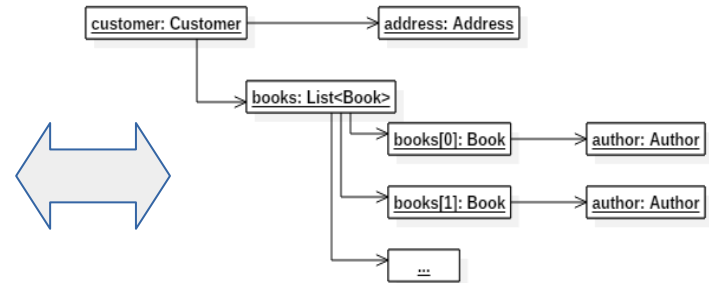 customer: Customer
address: Address
books: List<Book>
books[0]: Book
author: Author
books[1]: Book
author: Author
...